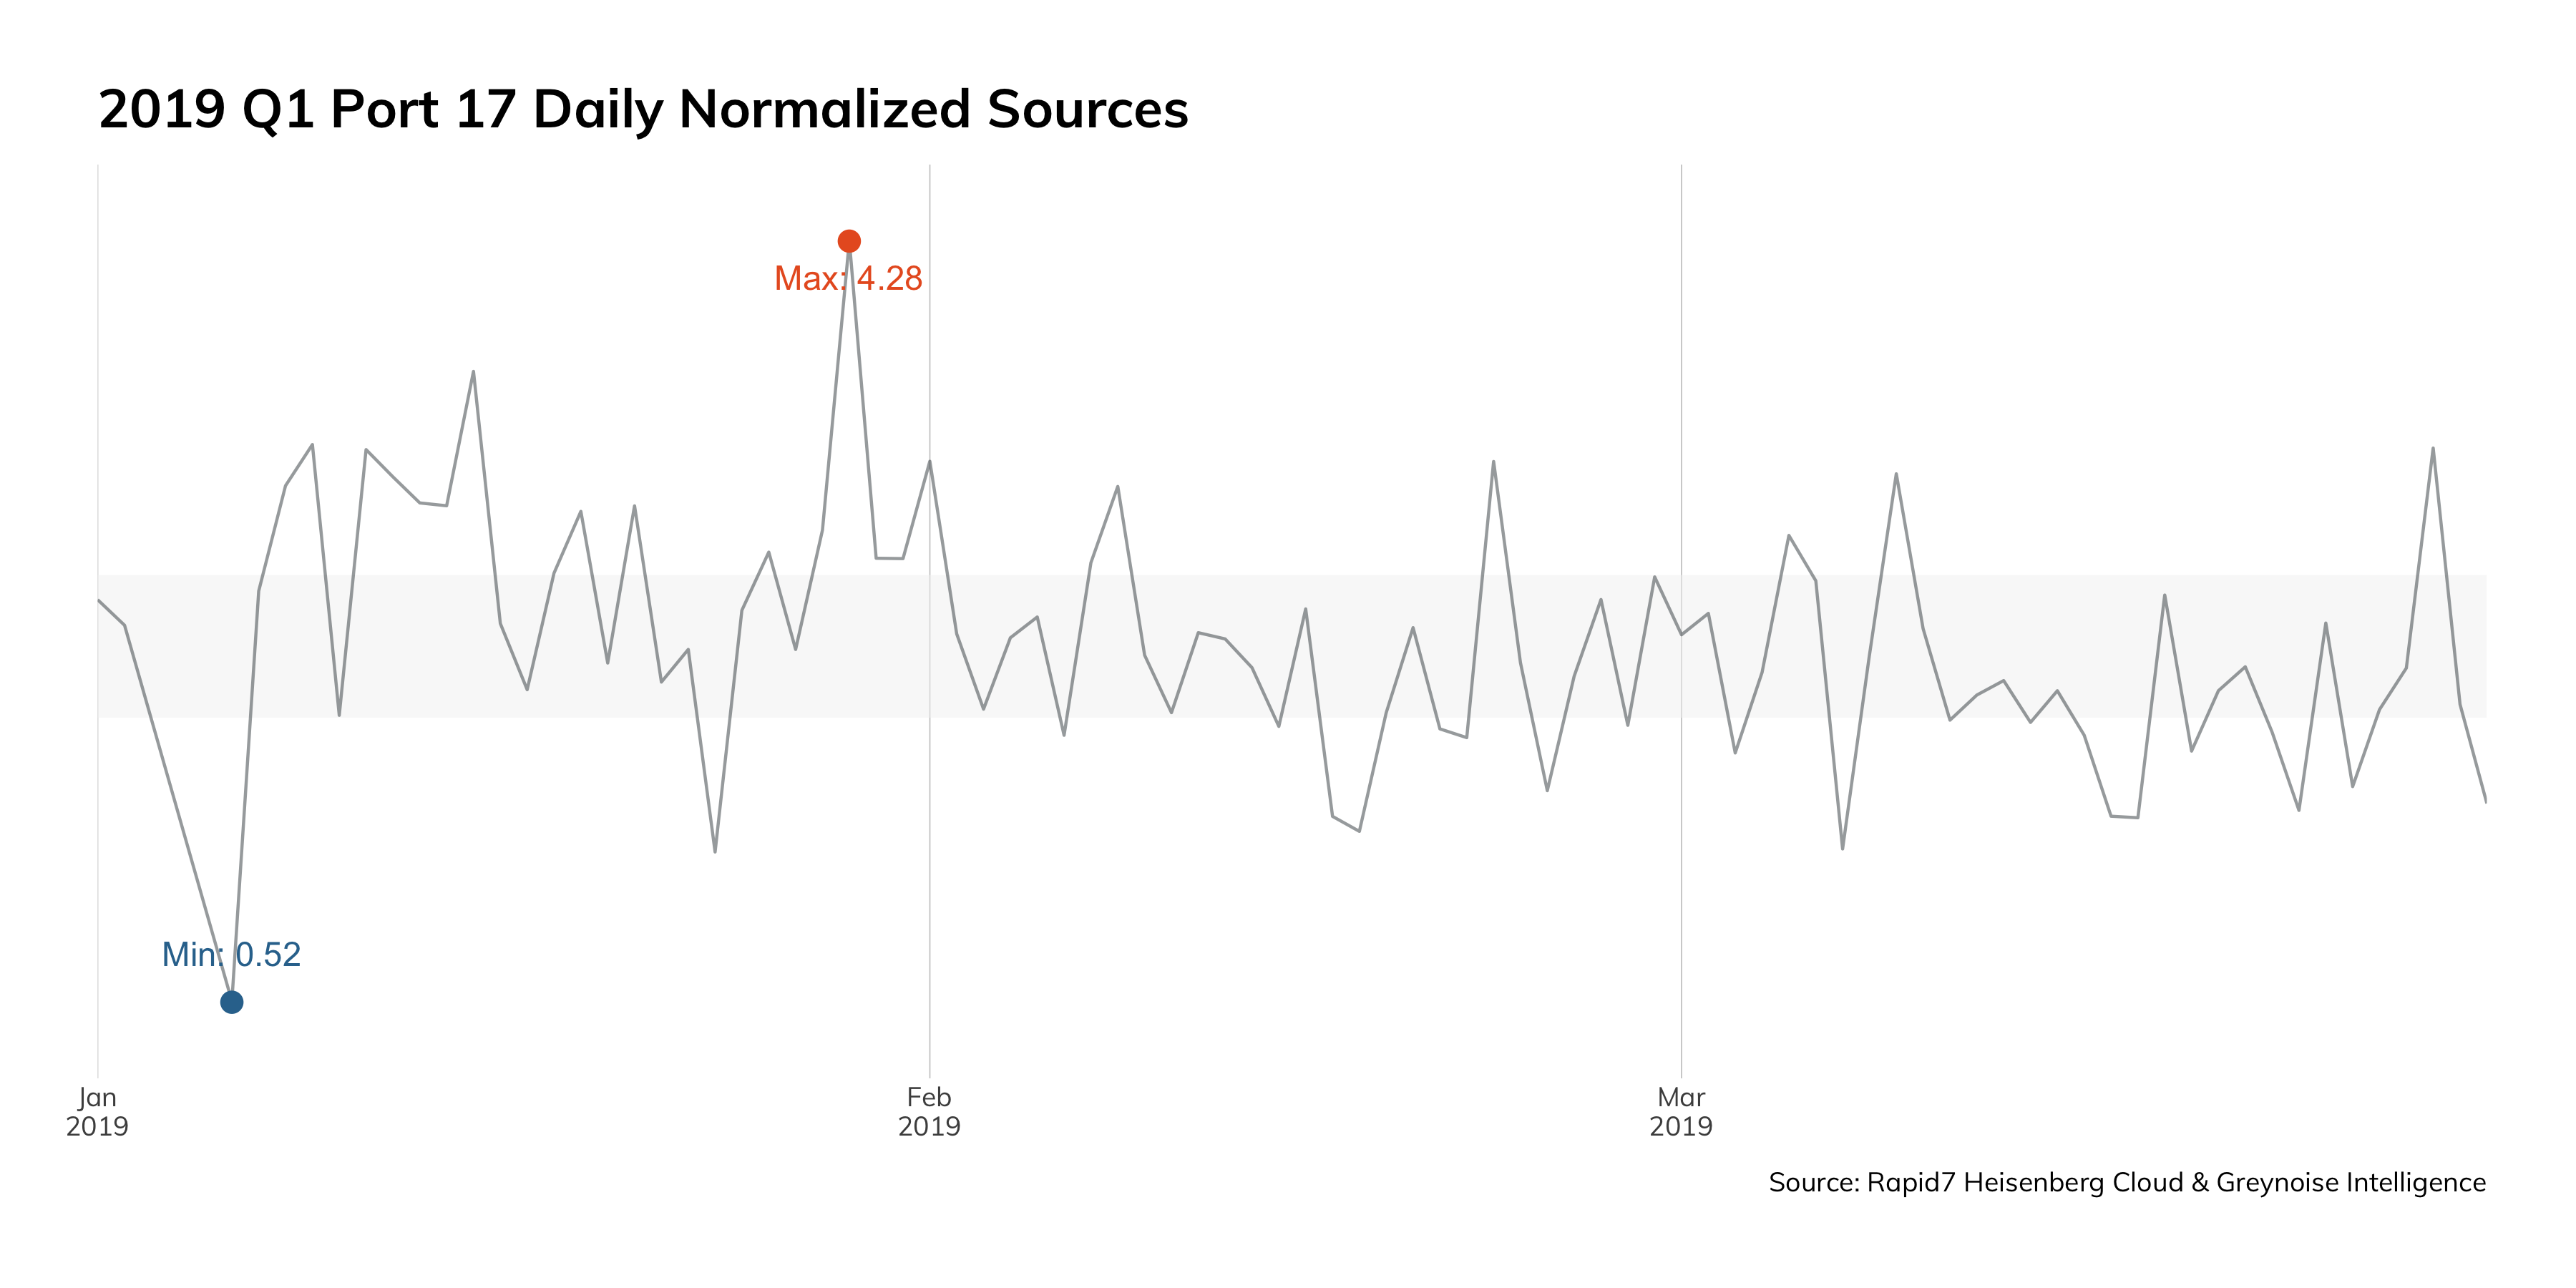 2019 Q1 Port 17 Daily Normalized Sources
Max: 4.28
Min: 0.52
Jan
2019
Feb
2019
Mar
2019
Source: Rapid7 Heisenberg Cloud & Greynoise Intelligence